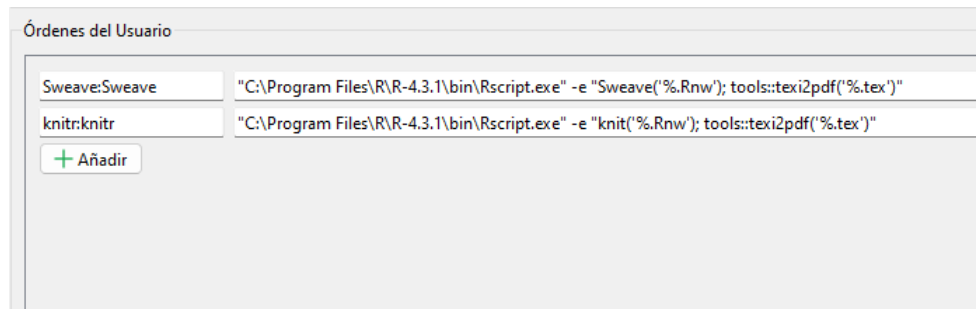 Órdenes del Usuario
Sweave:Sweave "C:\Program Files\R\R-4.3.1\bin\Rscript.exe" -e "Sweave('%.Rnw'); tools::texi2pdf('%.tex')"
knitr:knitr "C:\Program Files\R\R-4.3.1\bin\Rscript.exe" -e "knit('%.Rnw'); tools::texi2pdf('%.tex')"
+ Añadir